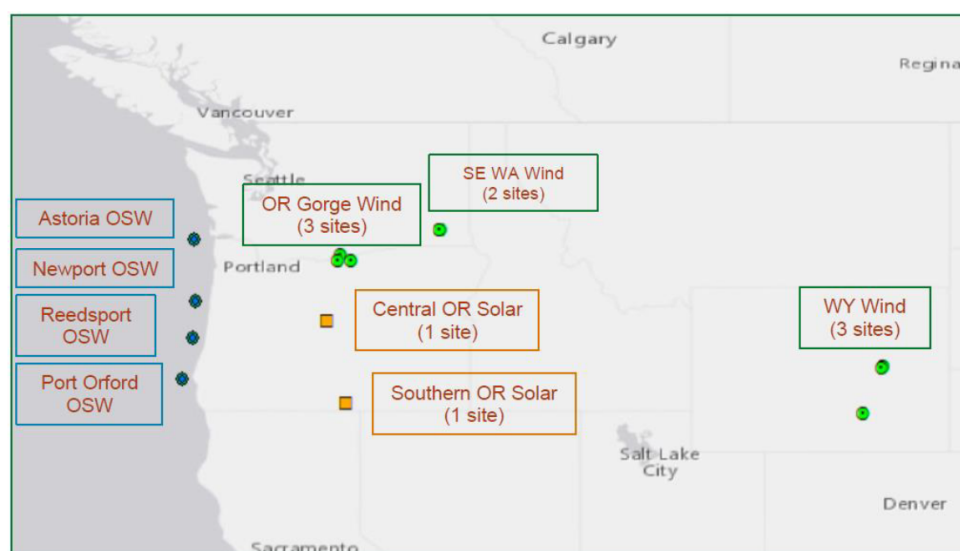 Calgary
Regina
Vancouver
Seattle
SE WA Wind
(2 sites)
OR Gorge Wind
(3 sites)
Astoria OSW
Portland
Newport OSW
Reedsport
OSW
Central OR Solar
(1 site)
WY Wind
(3 sites)
Port Orford
OSW
Southern OR Solar
(1 site)
Salt Lake
City
Denver
Sacramento